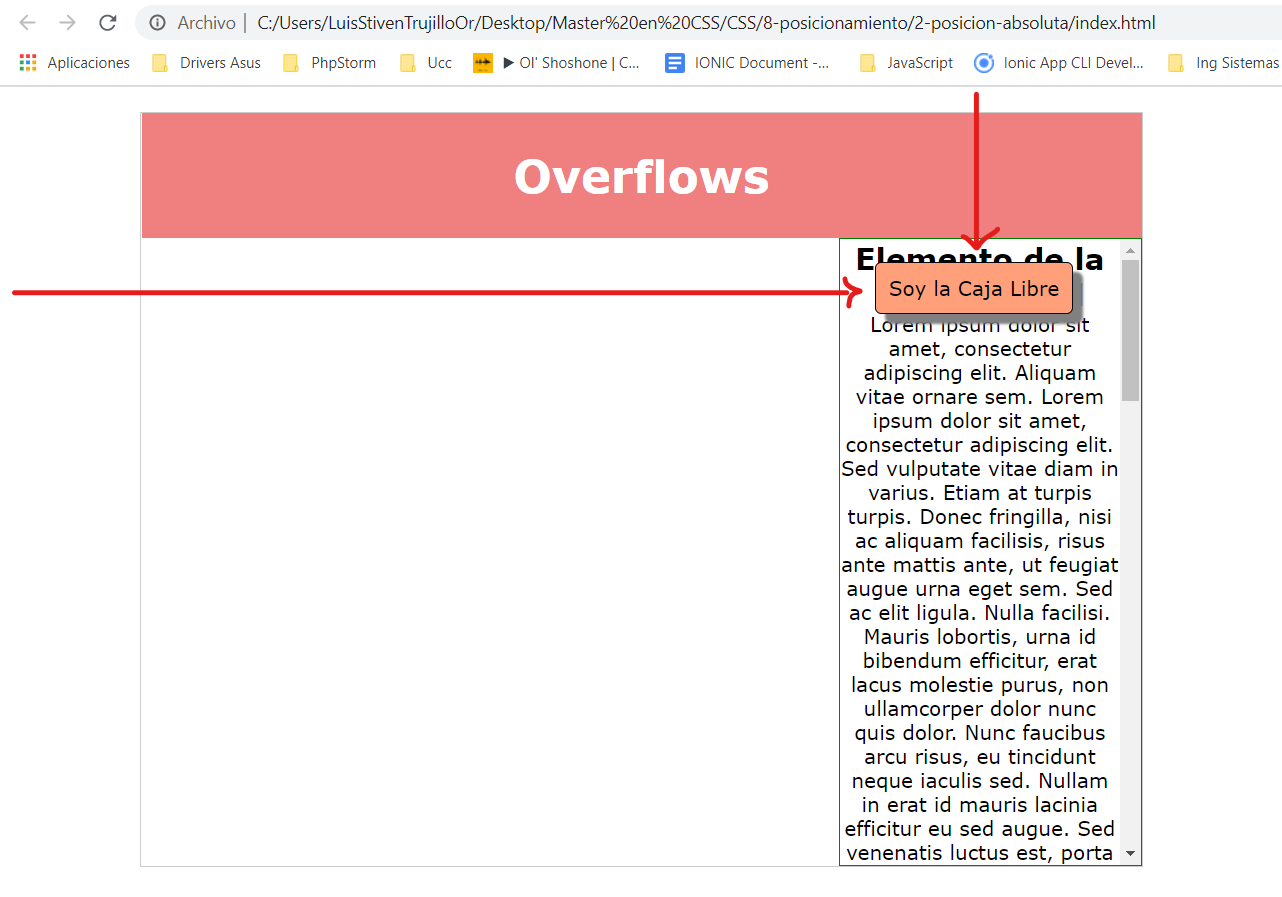 Archivo | C:/Users/LuisStivenTrujilloOr/Desktop/Master%20en%20CSS/CSS/8-posicionamiento/2-posicion-absoluta/index.html
Aplicaciones Drivers Asus PhpStorm Ucc ▶ Ol' Shoshone | C... IONIC Document -... JavaScript Ionic App CLI Devel... Ing Sistemas
Overflows
Elemento de la
Soy la Caja Libre
Lorem ipsum dolor sit
amet, consectetur
adipiscing elit. Aliquam
vitae ornare sem. Lorem
ipsum dolor sit amet,
consectetur adipiscing elit.
Sed vulputate vitae diam in
varius. Etiam at turpis
turpis. Donec fringilla, nisi
ac aliquam facilisis, risus
ante mattis ante, ut feugiat
augue urna eget sem. Sed
ac elit ligula. Nulla facilisi.
Mauris lobortis, urna id
bibendum efficitur, erat
lacus molestie purus, non
ullamcorper dolor nunc
quis dolor. Nunc faucibus
arcu risus, eu tincidunt
neque iaculis sed. Nullam
in erat id mauris lacinia
efficitur eu sed augue. Sed
venenatis luctus est, porta